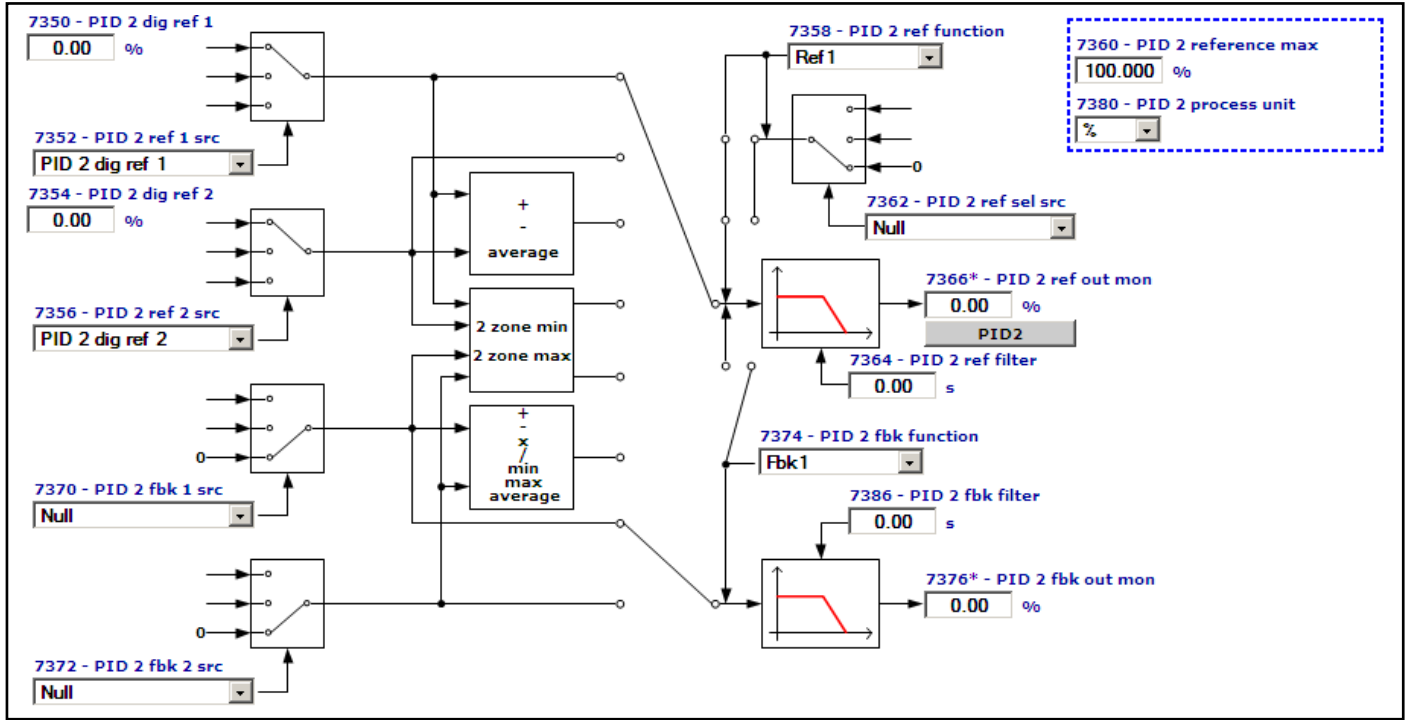 7350 - PID 2 dig ref 1
0.00 %
7352 - PID 2 ref 1 src
PID 2 dig ref 1
7354 - PID 2 dig ref 2
0.00 %
7356 - PID 2 ref 2 src
PID 2 dig ref 2
0
7370 - PID 2 fbk 1 src
Null
0
7372 - PID 2 fbk 2 src
Null
+
-
average
2 zone min
2 zone max
+
-
x
/
min
max
average
7358 - PID 2 ref function
Ref 1
0
7362 - PID 2 ref sel src
Null
7366* - PID 2 ref out mon
0.00 %
PID2
7364 - PID 2 ref filter
0.00 s
7374 - PID 2 fbk function
Fbk1
7386 - PID 2 fbk filter
0.00 s
7376* - PID 2 fbk out mon
0.00 %
7360 - PID 2 reference max
100.000 %
7380 - PID 2 process unit
%